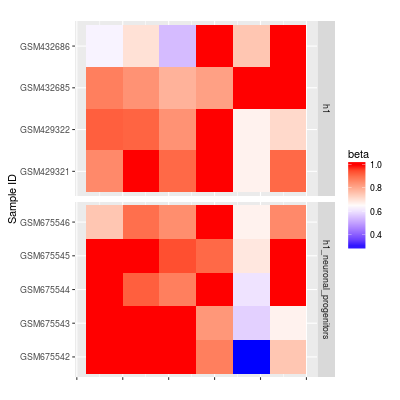 GSM432686
GSM432685
GSM429322
GSM429321
h1
GSM675546
GSM675545
GSM675544
GSM675543
GSM675542
h1_neuronal_progenitors
Sample ID
beta
1.0
0.8
0.6
0.4